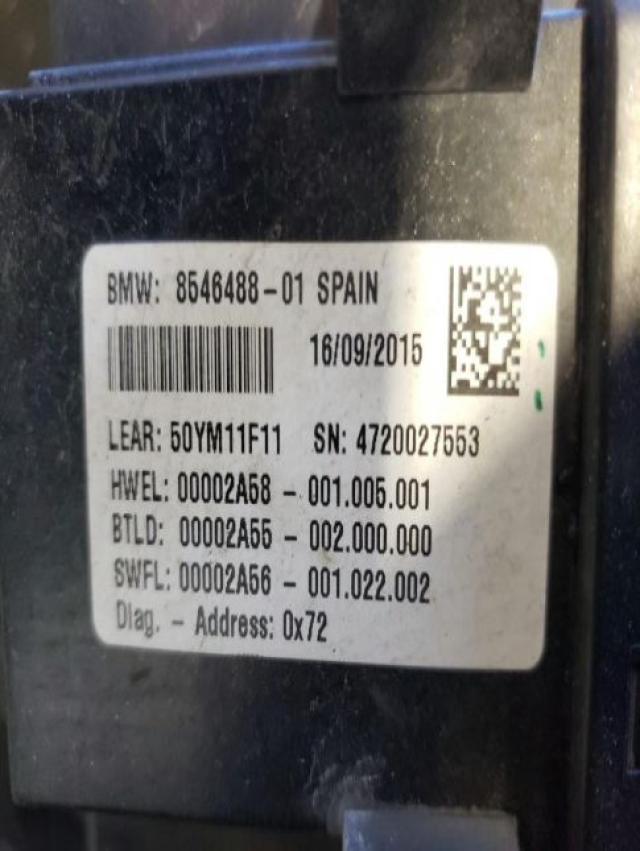 BMW: 8546488-01 SPAIN
16/09/2015
LEAR: 50YM11F11 SN: 4720027553
HWEL: 00002A58 - 001.005.001
BTLD: 00002A55 - 002.000.000
SWFL: 00002A56 - 001.022.002
Diag. - Address: 0x72